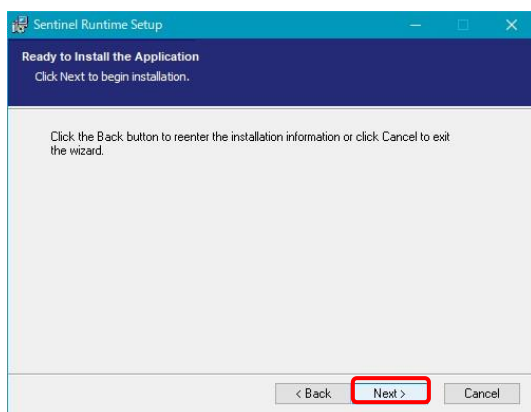 Sentinel Runtime Setup
Ready to Install the Application
Click Next to begin installation.
Click the Back button to reenter the installation information or click Cancel to exit
the wizard.
< Back Next > Cancel